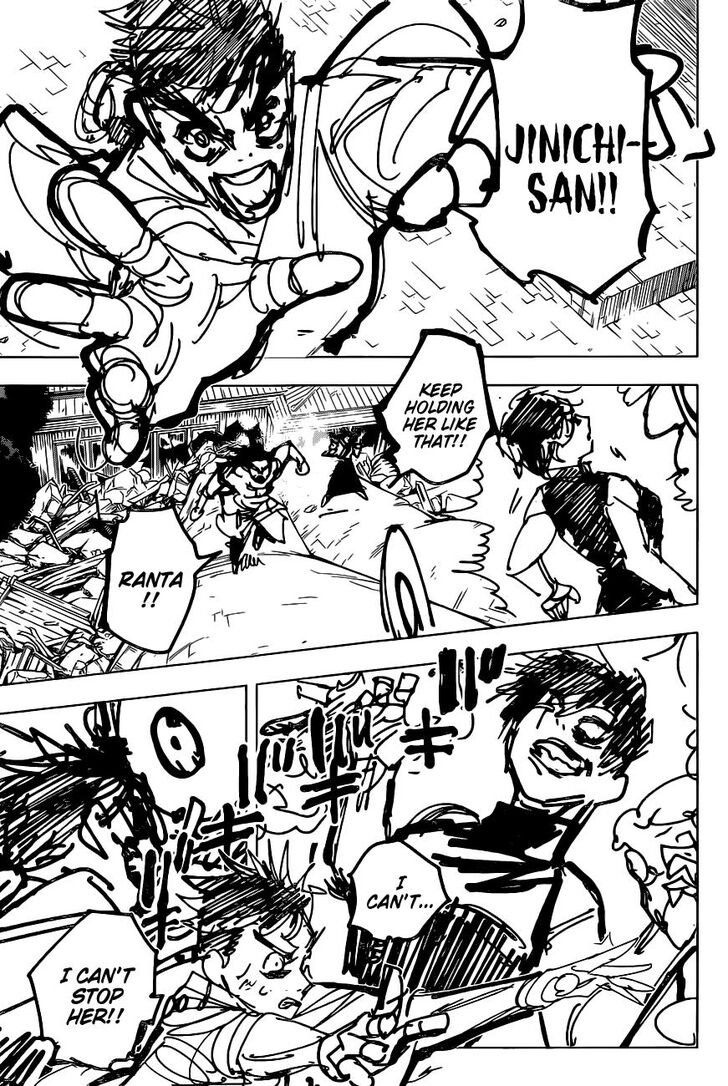 JINICHI-
SAN!!
KEEP
HOLDING
HER LIKE
THAT!!
RANTA
!!
I
CAN'T...
I CAN'T
STOP
HER!!